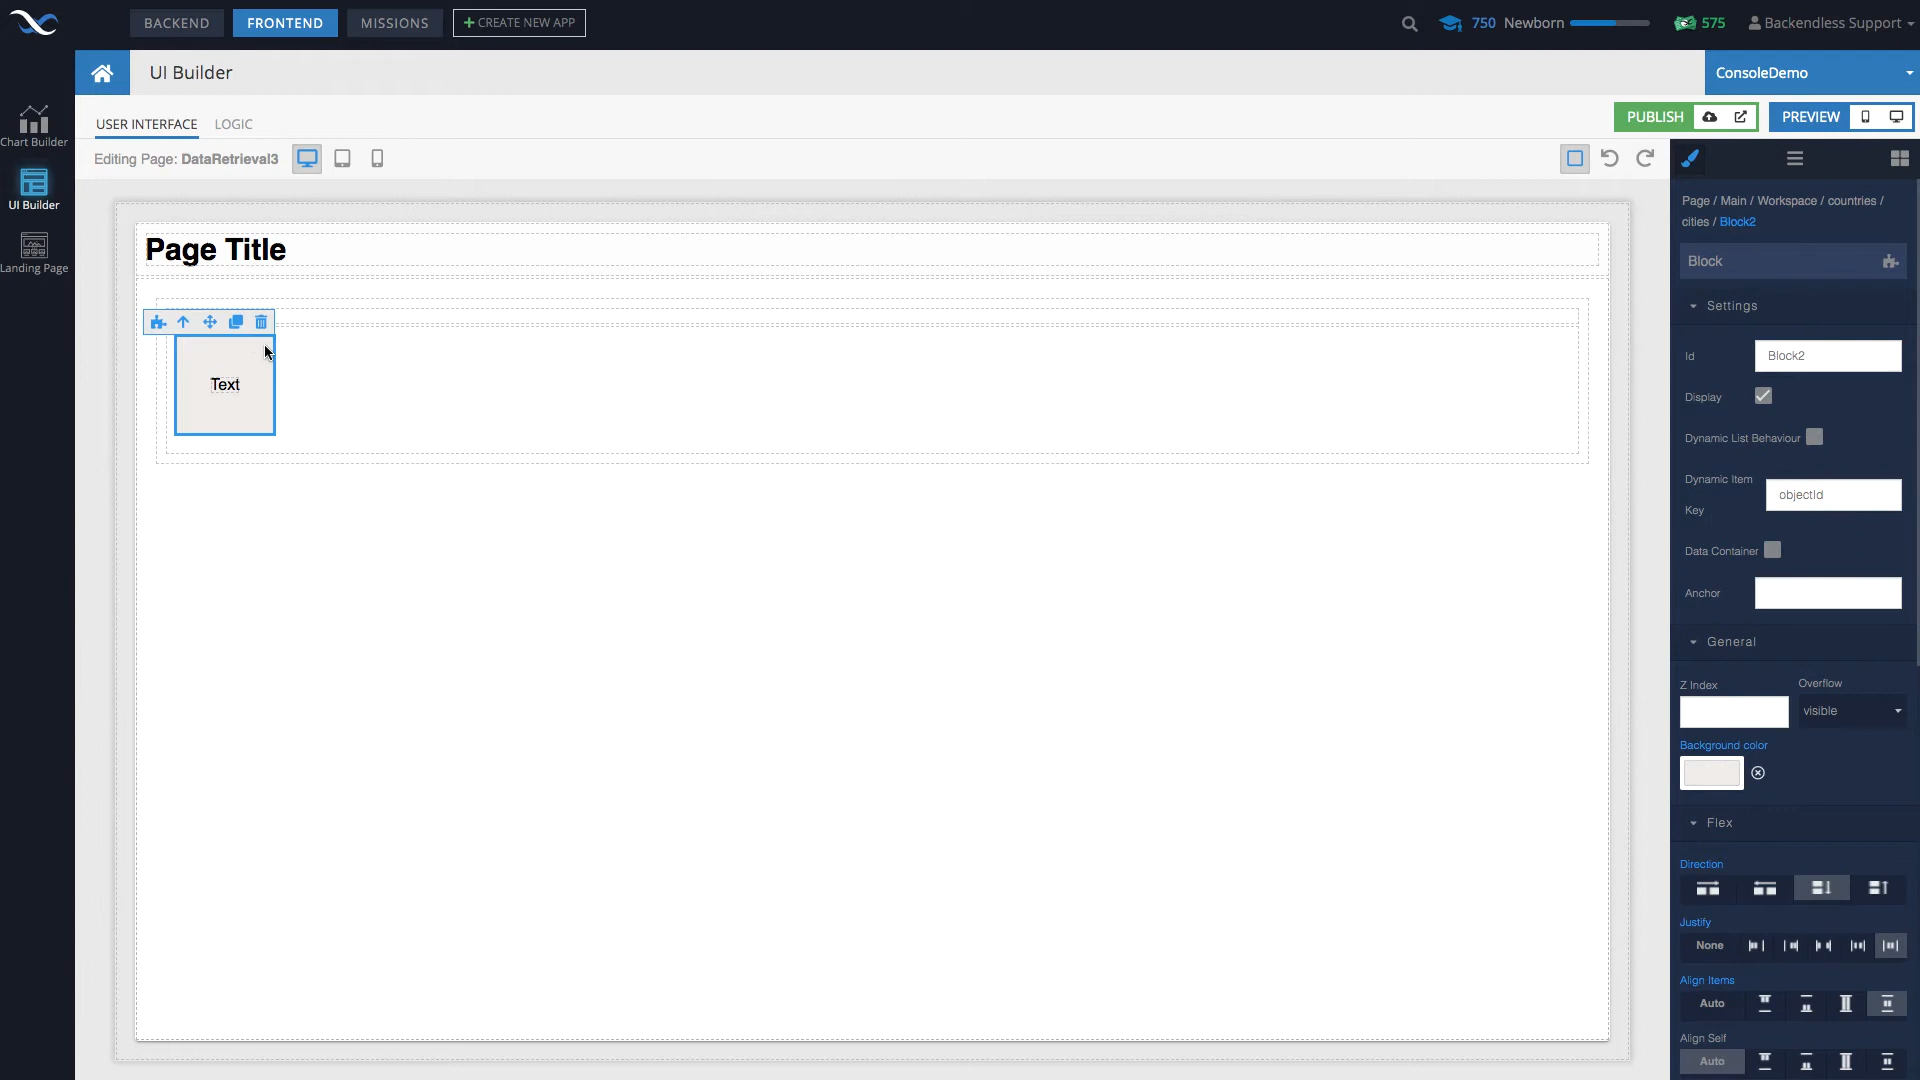 BACKEND FRONTEND MISSIONS + CREATE NEW APP 750 Newborn 575 Backendless Support
UI Builder ConsoleDemo
Chart Builder
UI Builder
Landing Page
USER INTERFACE LOGIC PUBLISH PREVIEW
Editing Page: DataRetrieval3
Page Title
Text
Page / Main / Workspace / countries /
cities / Block2
Block
Settings
Id Block2
Display
Dynamic List Behaviour
Dynamic Item
Key
objectId
Data Container
Anchor
General
Z Index Overflow
visible
Background color
Flex
Direction
Justify
None
Align Items
Auto
Align Self
Auto